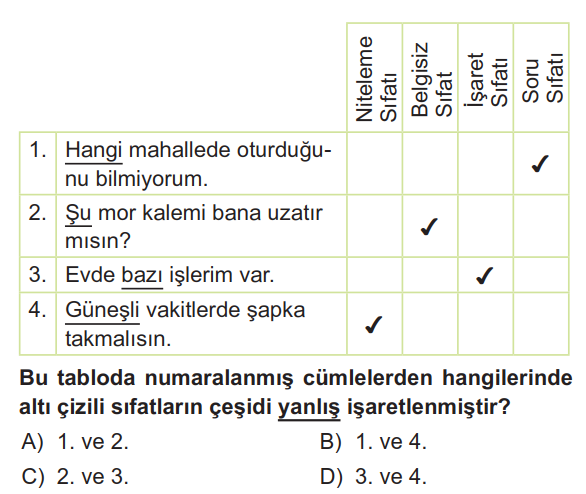 Niteleme
Sıfatı
Belgisiz
Sıfat
İşaret
Sıfatı
Soru
Sıfatı
1. Hangi mahallede oturduğu-
nu bilmiyorum.
✓
2. Şu mor kalemi bana uzatır
mısın?
✓
3. Evde bazı işlerim var.
✓
4. Güneşli vakitlerde şapka
takmalısın.
✓
Bu tabloda numaralanmış cümlelerden hangilerinde
altı çizili sıfatların çeşidi yanlış işaretlenmiştir?
A) 1. ve 2.
B) 1. ve 4.
C) 2. ve 3.
D) 3. ve 4.